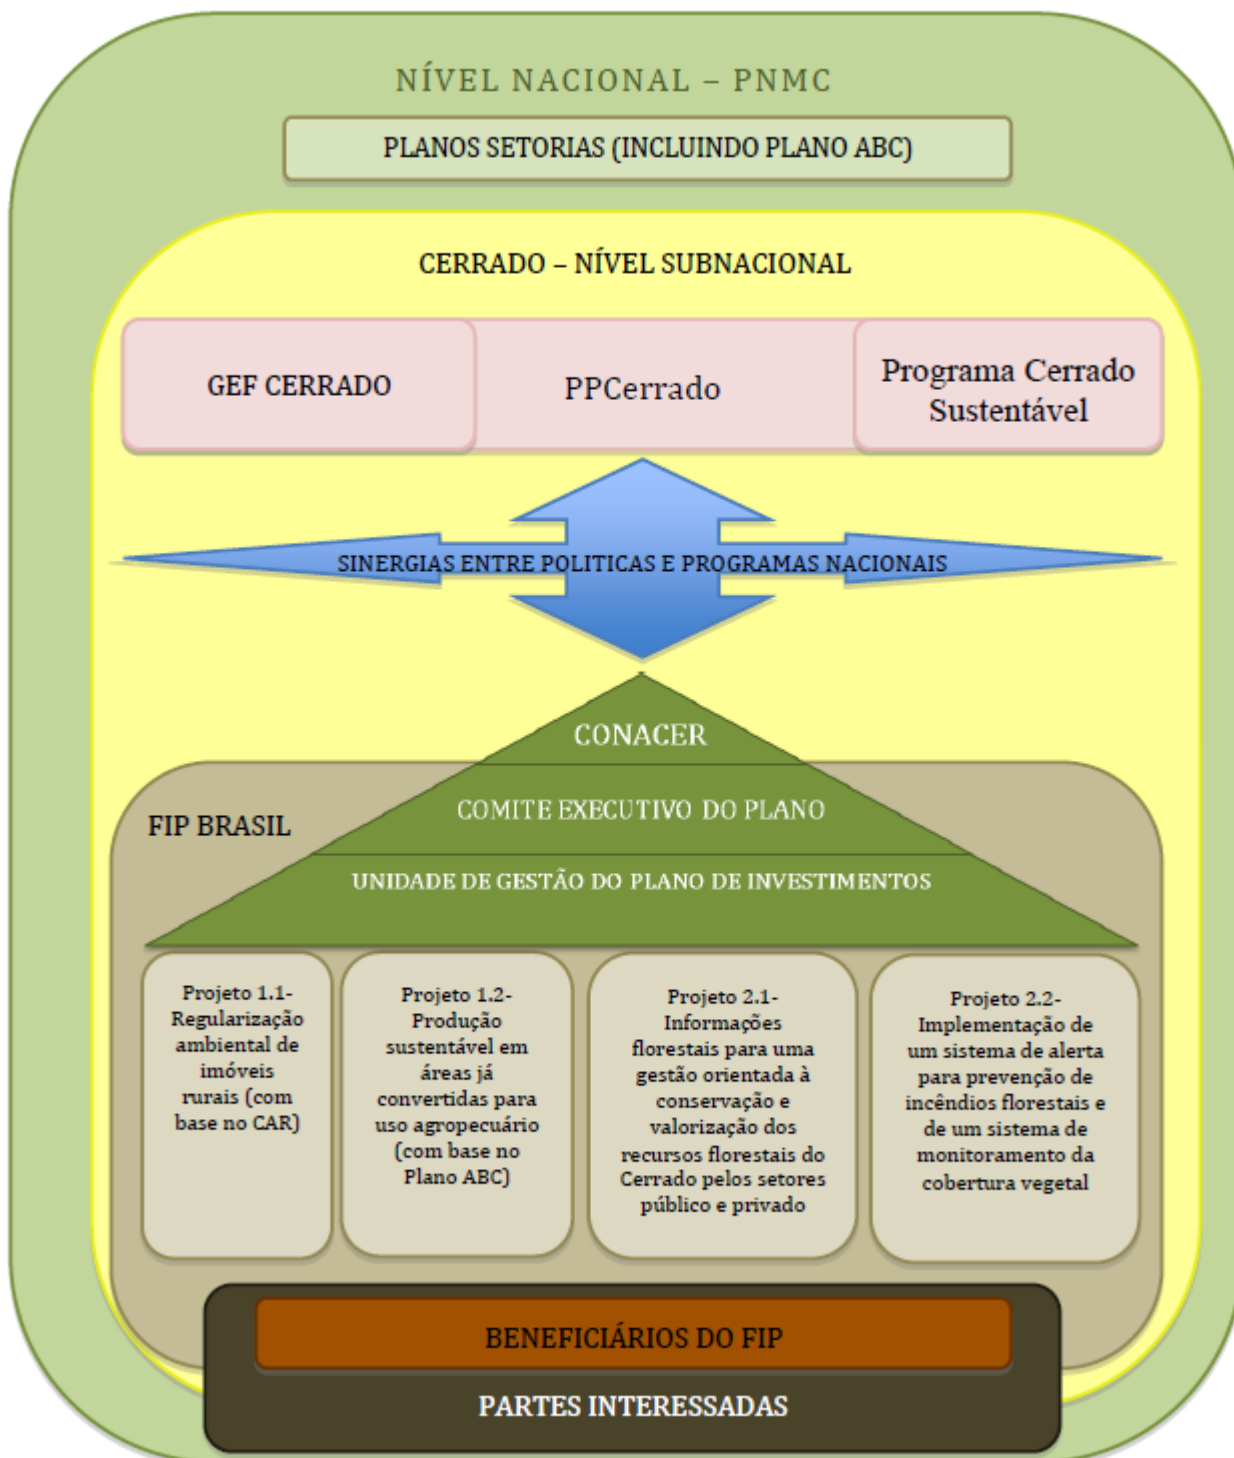 NÍVEL NACIONAL – PNMC
PLANOS SETORIAS (INCLUINDO PLANO ABC)
CERRADO – NÍVEL SUBNACIONAL
GEF CERRADO
PPCerrado
Programa Cerrado
Sustentável
SINERGIAS ENTRE POLITICAS E PROGRAMAS NACIONAIS
CONACER
COMITE EXECUTIVO DO PLANO
FIP BRASIL
UNIDADE DE GESTÃO DO PLANO DE INVESTIMENTOS
Projeto 1.1-
Regularização
ambiental de
imóveis
rurais (com
base no CAR)
Projeto 1.2-
Produção
sustentável em
áreas já
convertidas para
uso agropecuário
(com base no
Plano ABC)
Projeto 2.1-
Informações
florestais para uma
gestão orientada à
conservação e
valorização dos
recursos florestais do
Cerrado pelos setores
público e privado
Projeto 2.2-
Implementação de
um sistema de alerta
para prevenção de
incêndios florestais e
de um sistema de
monitoramento da
cobertura vegetal
BENEFICIÁRIOS DO FIP
PARTES INTERESSADAS